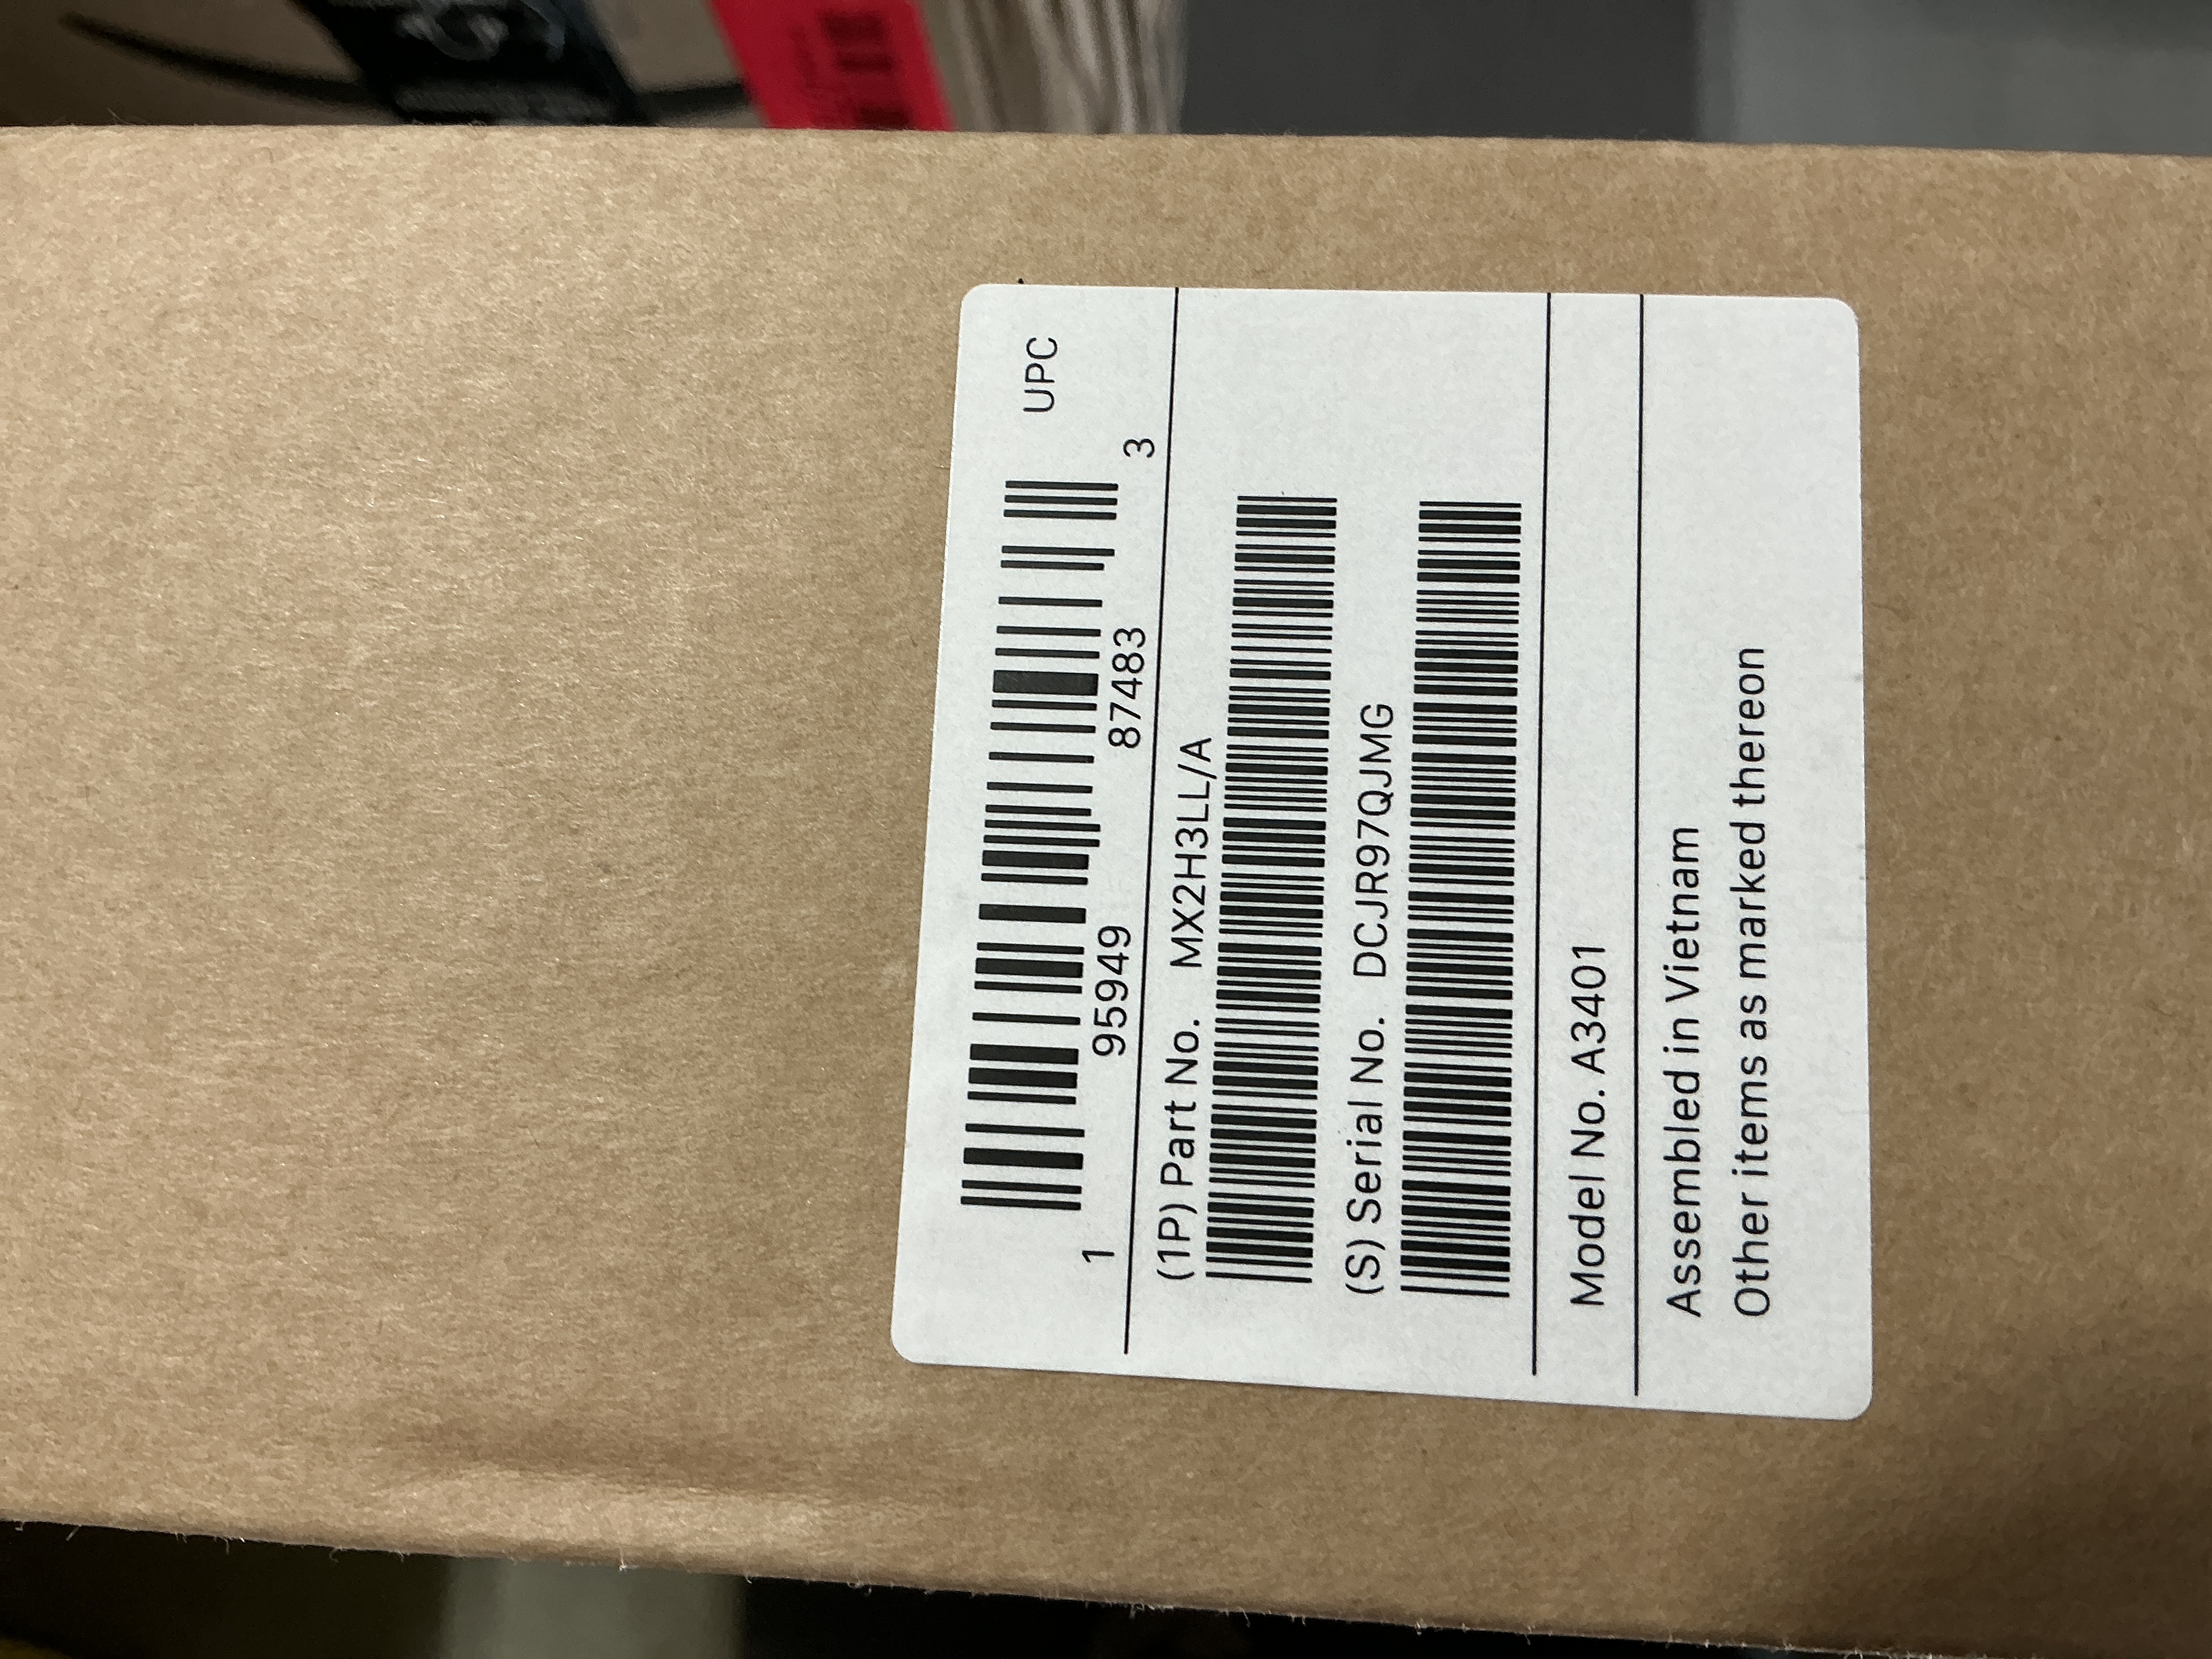 UPC
1 95949 87483 3
(1P) Part No. MX2H3LL/A
(S) Serial No. DCJR97QJMG
Model No. A3401
Assembled in Vietnam
Other items as marked thereon